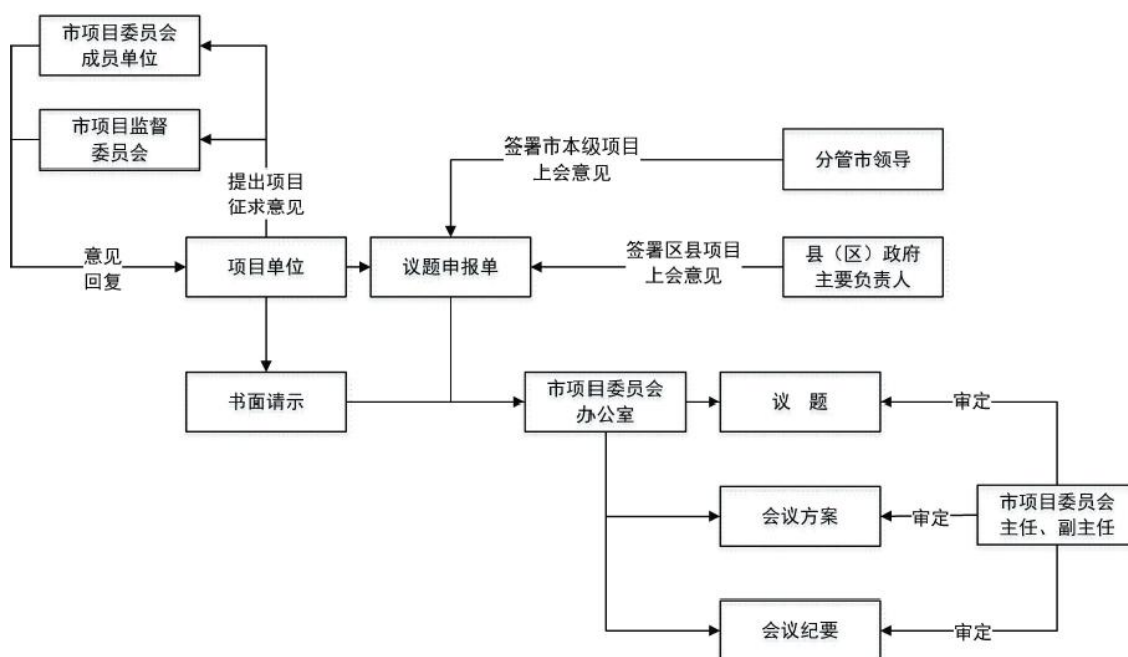 市项目委员会
成员单位
市项目监督
委员会
签署市本级项目
上会意见
分管市领导
提出项目
征求意见
意见
回复
项目单位
议题申报单
签署区县项目
上会意见
县（区）政府
主要负责人
书面请示
市项目委员会
办公室
议 题
审定
会议方案
审定
市项目委员会
主任、副主任
会议纪要
审定